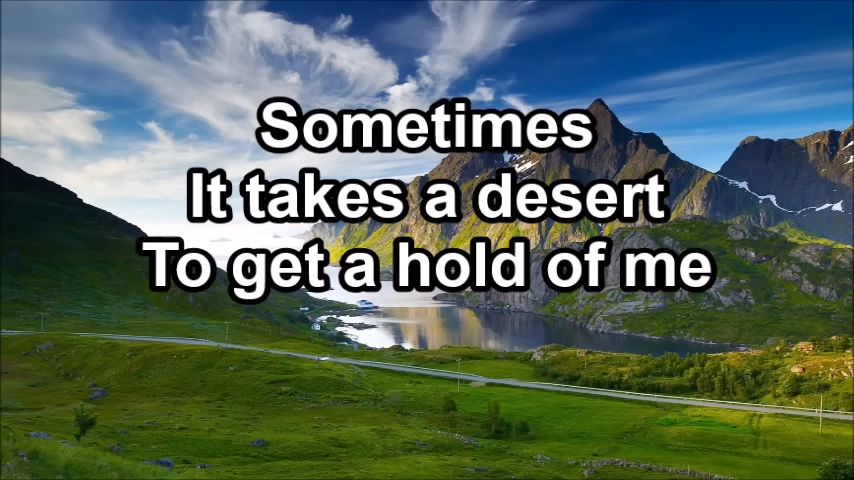 Sometimes
It takes a desert
To get a hold of me